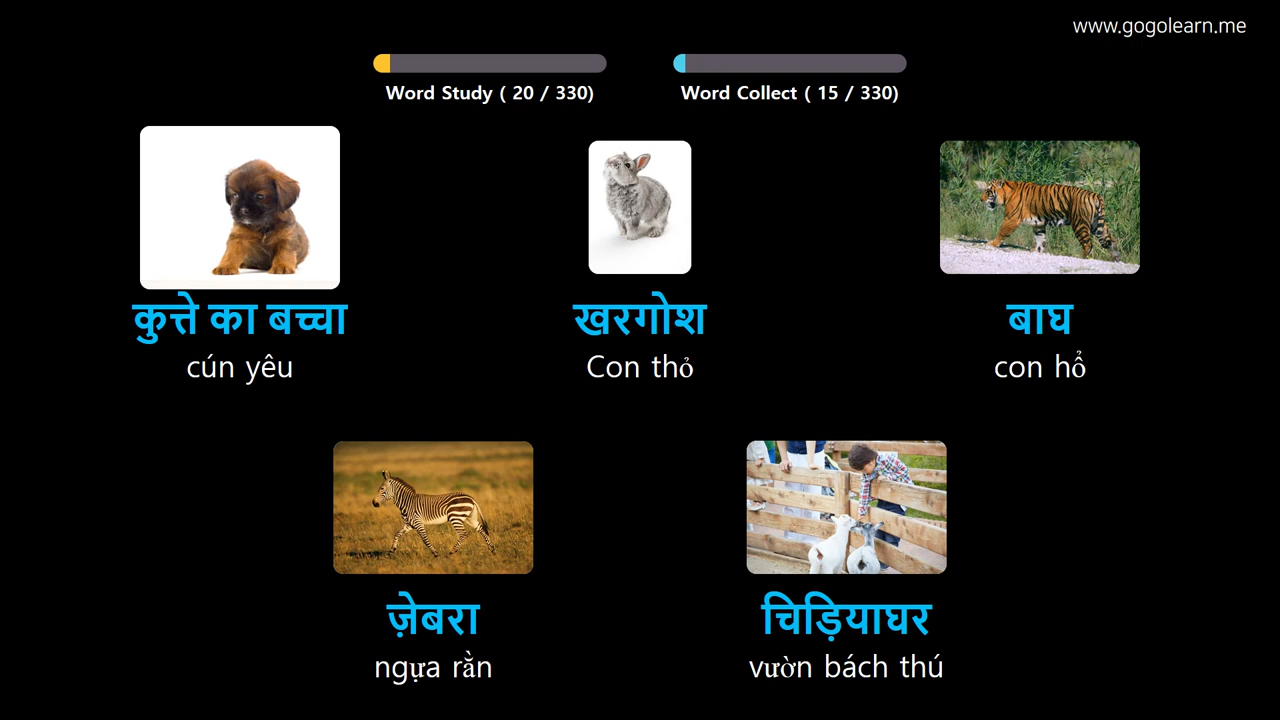 www.gogolearn.me
Word Study ( 20 / 330)
Word Collect ( 15 / 330)
कुत्ते का बच्चा
cún yêu
खरगोश
Con thỏ
बाघ
con hổ
ज़ेबरा
ngựa rằn
चिड़ियाघर
vườn bách thú